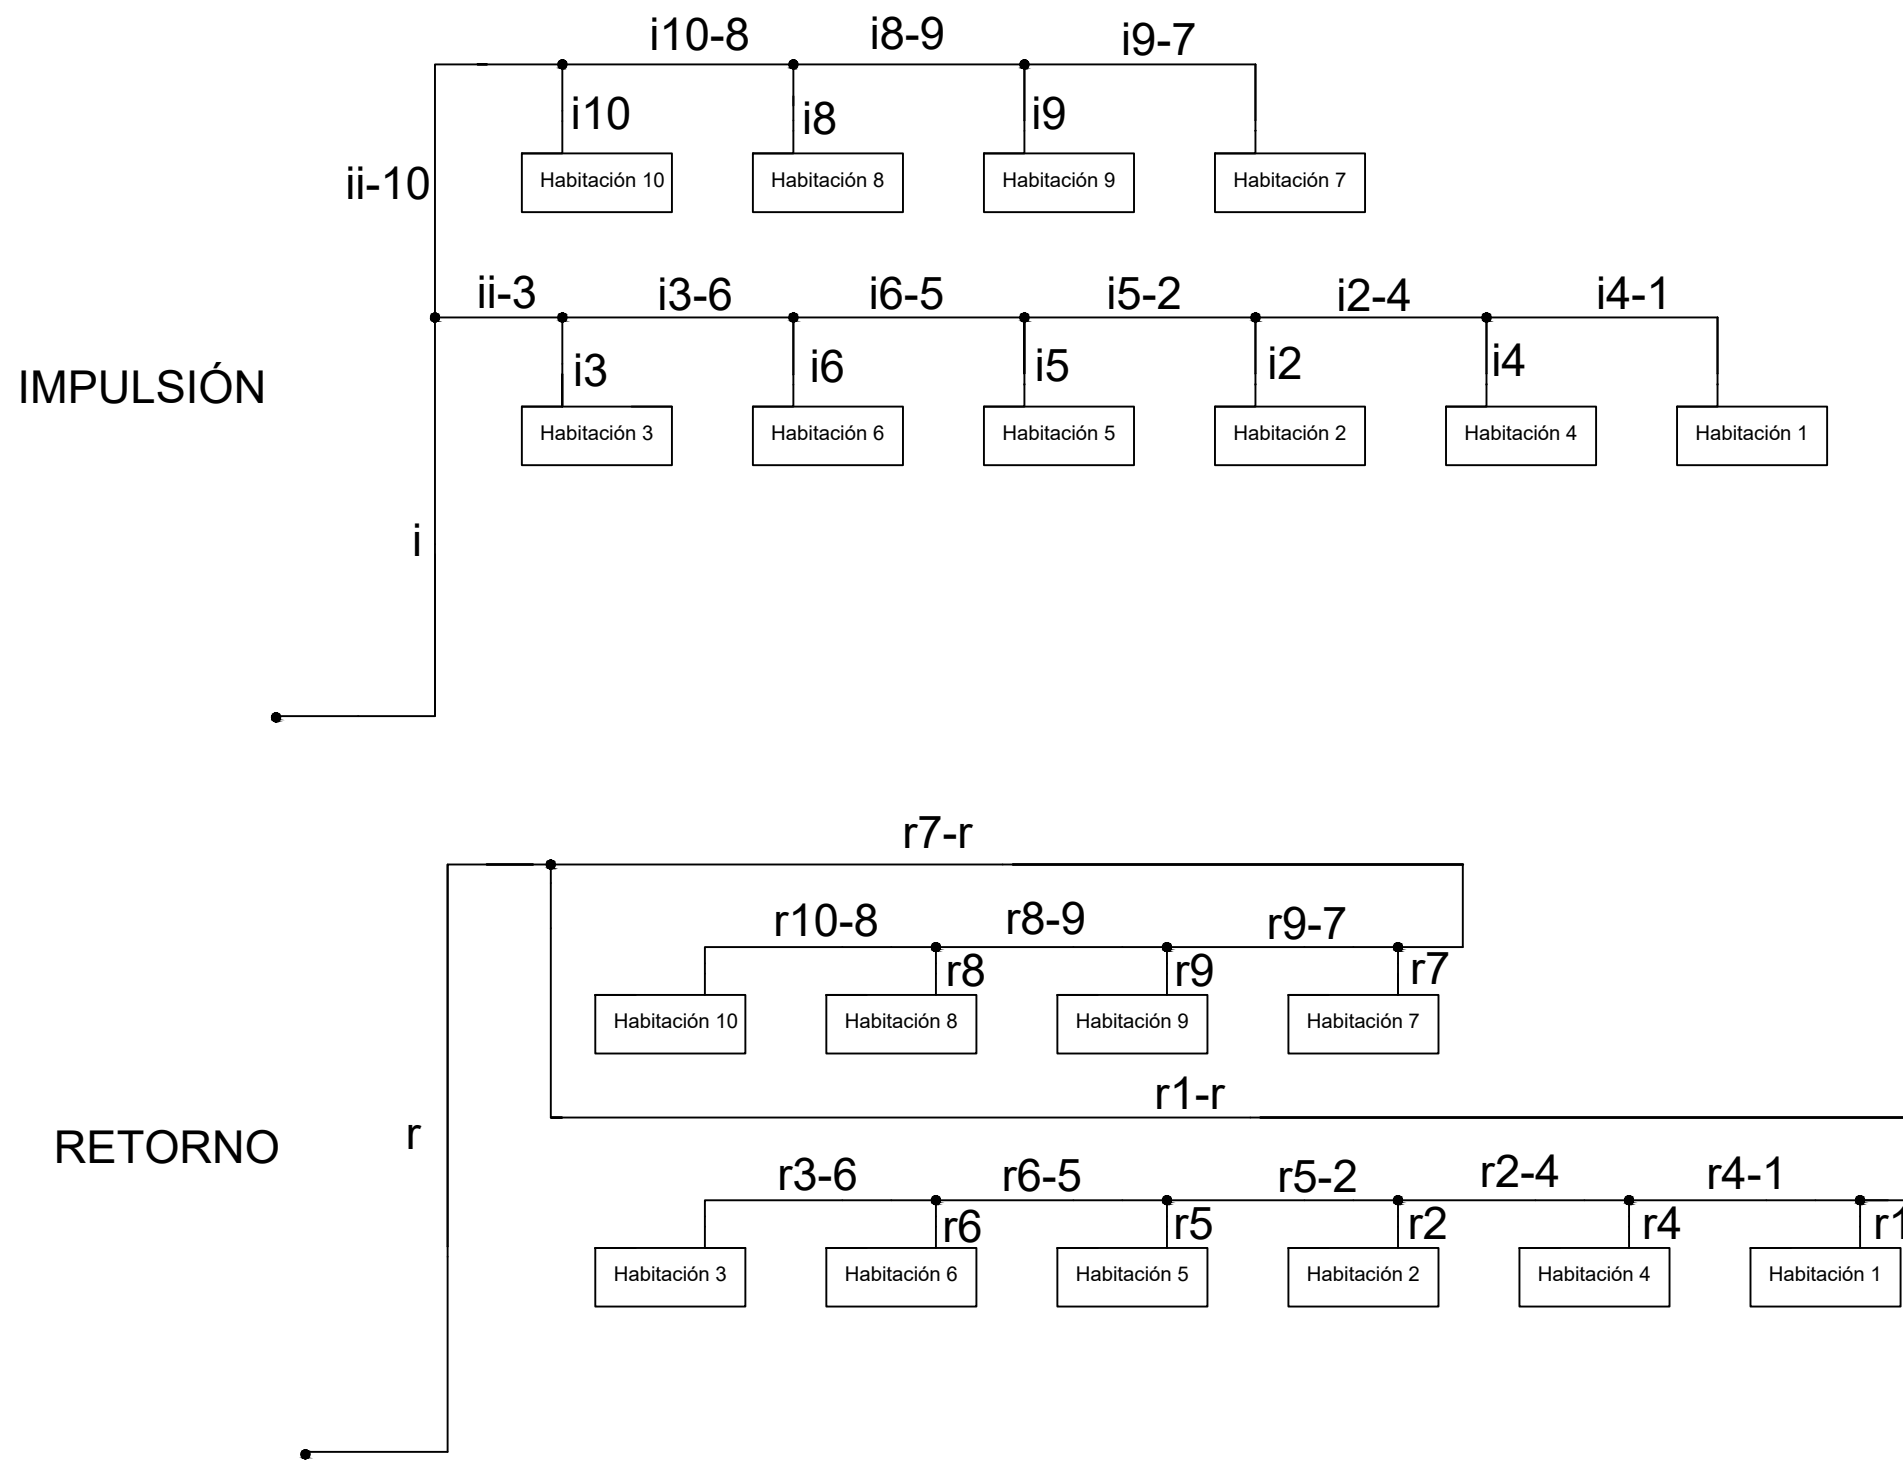 i10-8
i8-9
i9-7
i10
i8
i9
ii-10
Habitación 10
Habitación 8
Habitación 9
Habitación 7
ii-3
i3-6
i6-5
i5-2
i2-4
i4-1
i3
i6
i5
i2
i4
IMPULSIÓN
Habitación 3
Habitación 6
Habitación 5
Habitación 2
Habitación 4
Habitación 1
i
r7-r
r10-8
r8-9
r9-7
r8
r9
r7
Habitación 10
Habitación 8
Habitación 9
Habitación 7
r1-r
RETORNO
r
r3-6
r6-5
r5-2
r2-4
r4-1
r6
r5
r2
r4
r1
Habitación 3
Habitación 6
Habitación 5
Habitación 2
Habitación 4
Habitación 1